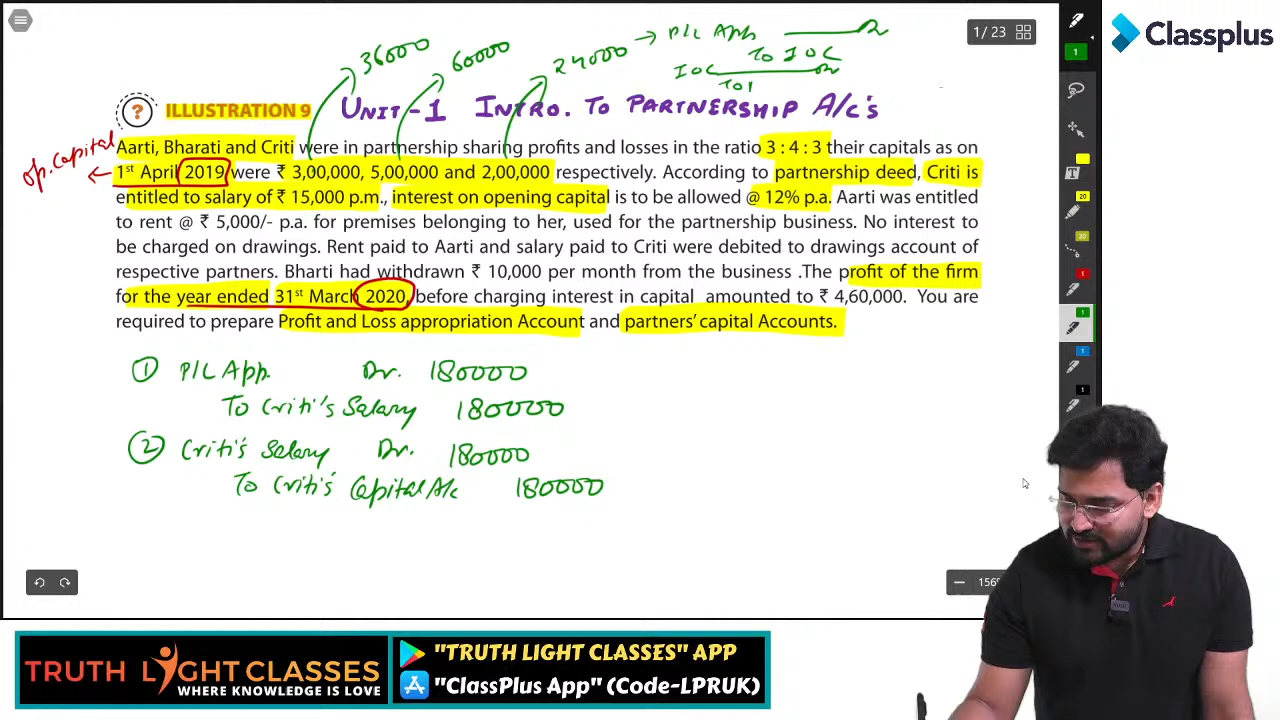 1/23
Classplus
36000
60000
24000 → P/L App
To IOC
IOC
To
? ILLUSTRATION 9
UNIT-1 INTRO. TO PARTNERSHIP A/c's
op. Capital
Aarti, Bharati and Criti were in partnership sharing profits and losses in the ratio 3 : 4 : 3 their capitals as on
1st April 2019 were ₹ 3,00,000, 5,00,000 and 2,00,000 respectively. According to partnership deed, Criti is
entitled to salary of ₹ 15,000 p.m., interest on opening capital is to be allowed @ 12% p.a. Aarti was entitled
to rent @ ₹ 5,000/- p.a. for premises belonging to her, used for the partnership business. No interest to
be charged on drawings. Rent paid to Aarti and salary paid to Criti were debited to drawings account of
respective partners. Bharti had withdrawn ₹ 10,000 per month from the business .The profit of the firm
for the year ended 31st March 2020, before charging interest in capital amounted to ₹ 4,60,000. You are
required to prepare Profit and Loss appropriation Account and partners' capital Accounts.
① P/L App. Dr. 180000
To Criti's Salary 180000
② Criti's Salary Dr. 180000
To Criti's Capital A/c 180000
TRUTH LIGHT CLASSES
WHERE KNOWLEDGE IS LOVE
"TRUTH LIGHT CLASSES" APP
"ClassPlus App" (Code-LPRUK)